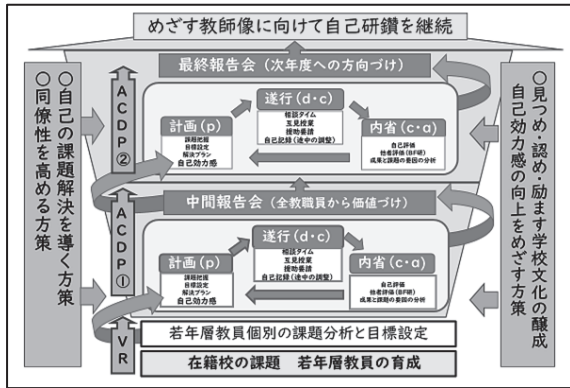 めざす教師像に向けて自己研鑽を継続
最終報告会(次年度への方向づけ)
遂行(d・c)
相談タイム
互見授業
援助要請
自己記録(途中の調整)
計画(p)
課題把握
目標設定
解決プラン
自己効力感
内省(c・a)
自己評価
他者評価(BF研)
成果と課題の要因の分析
中間報告会(全教職員から価値づけ)
遂行(d・c)
相談タイム
互見授業
援助要請
自己記録(途中の調整)
計画(p)
課題把握
目標設定
解決プラン
自己効力感
内省(c・a)
自己評価
他者評価(BF研)
成果と課題の要因の分析
若年層教員個別の課題分析と目標設定
在籍校の課題 若年層教員の育成
ACDP②
ACDP①
VR
○自己の課題解決を導く方策
○同僚性を高める方策
○見つめ・認め・励ます学校文化の醸成
自己効力感の向上をめざす方策